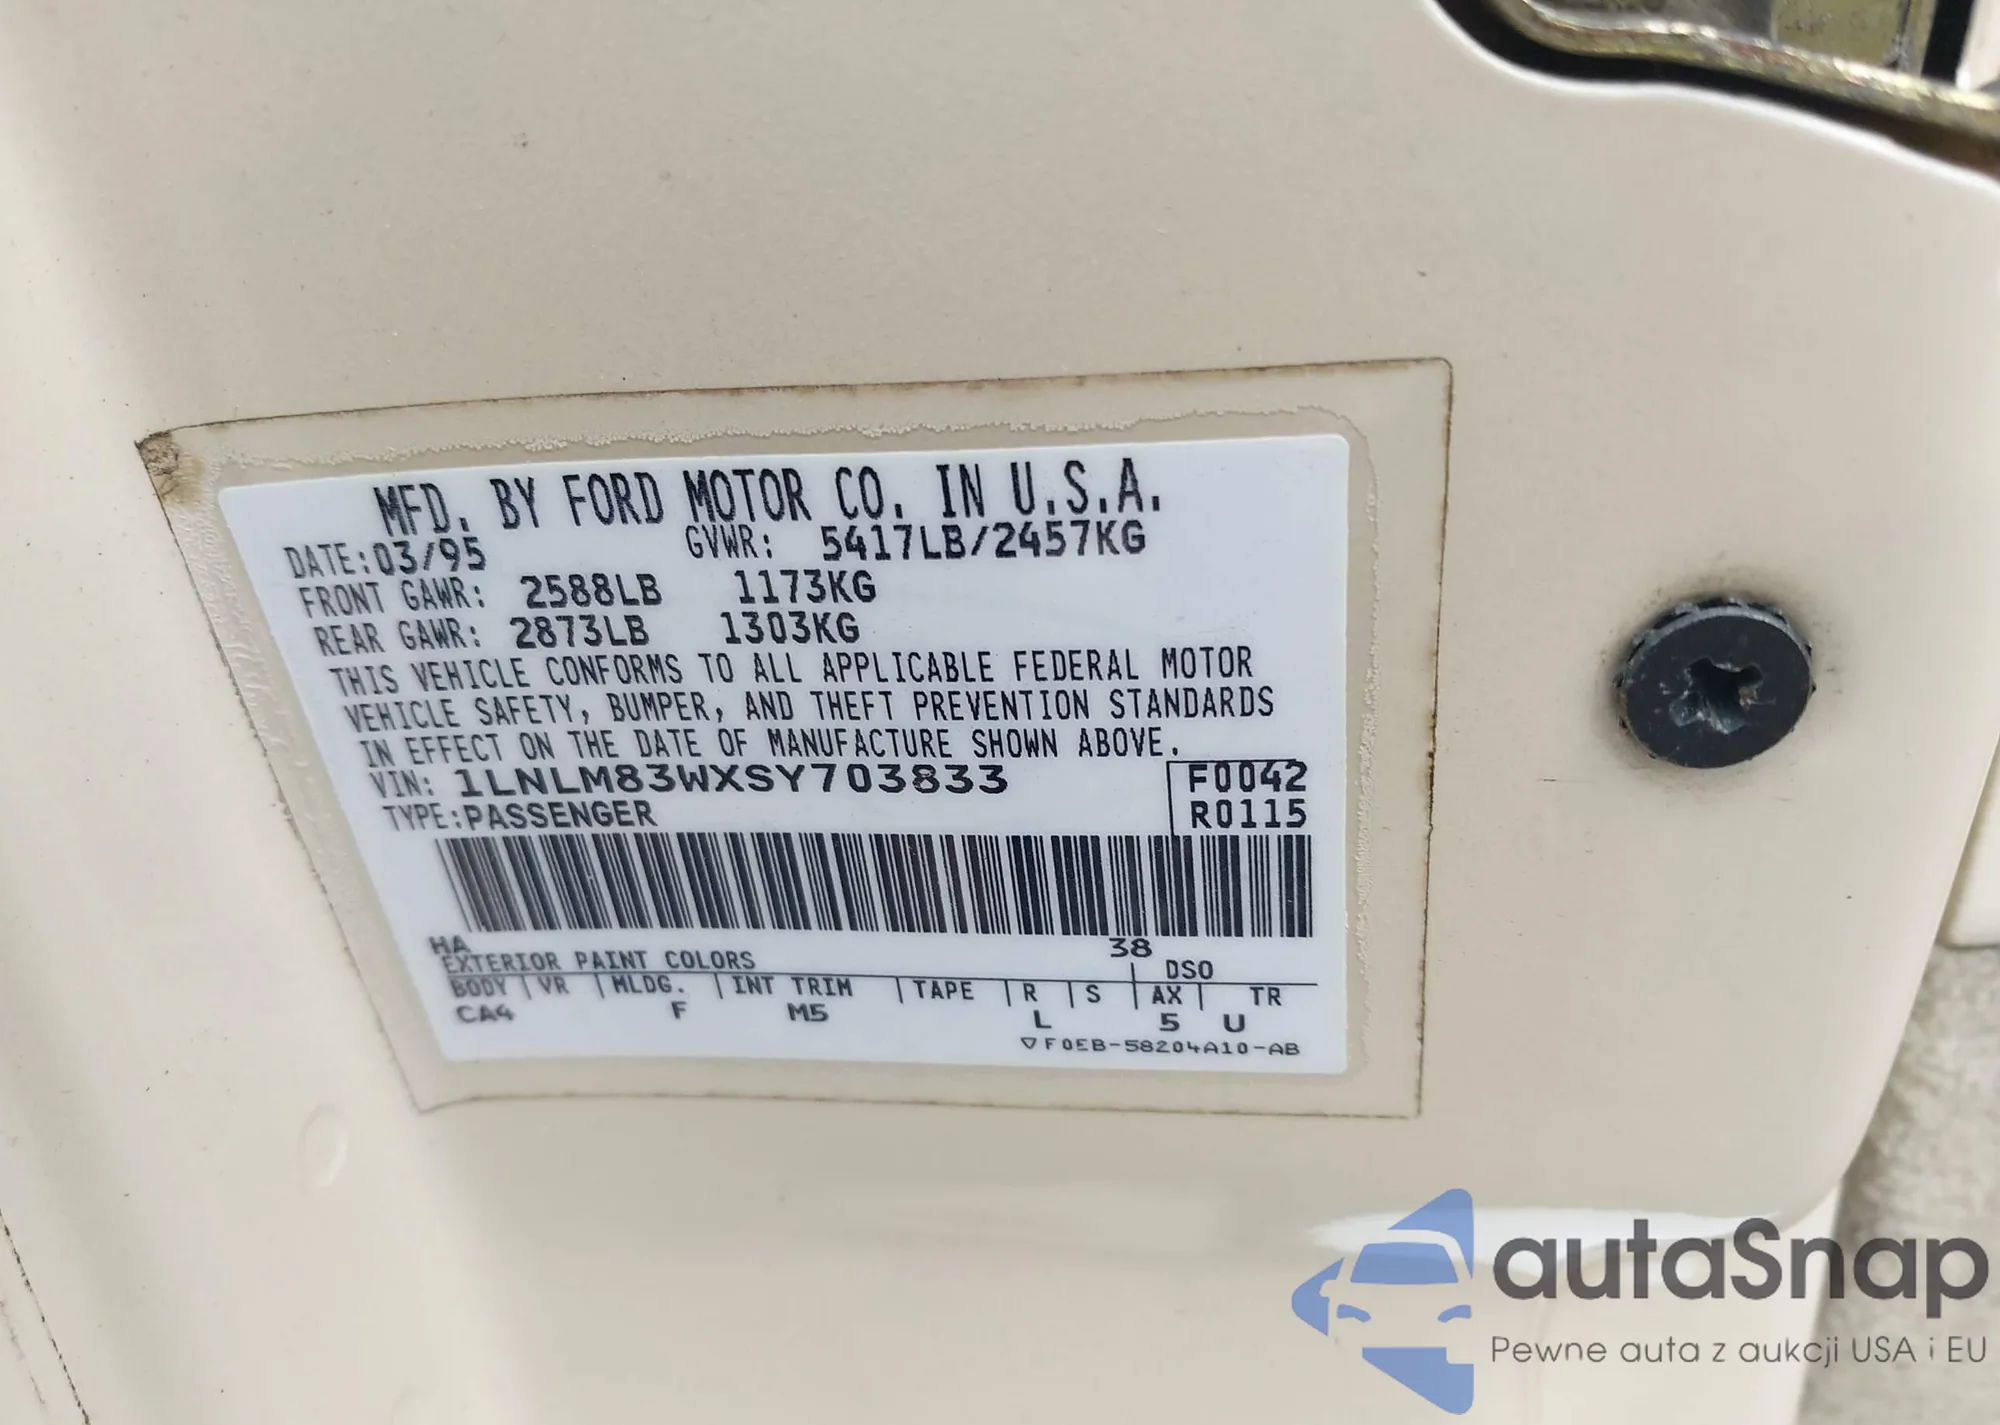 MFD. BY FORD MOTOR CO. IN U.S.A.
DATE:03/95 GVWR: 5417LB/2457KG
FRONT GAWR: 2588LB 1173KG
REAR GAWR: 2873LB 1303KG
THIS VEHICLE CONFORMS TO ALL APPLICABLE FEDERAL MOTOR
VEHICLE SAFETY, BUMPER, AND THEFT PREVENTION STANDARDS
IN EFFECT ON THE DATE OF MANUFACTURE SHOWN ABOVE.
VIN: 1LNLM83WXSY703833 F0042
TYPE:PASSENGER R0115
HA 38
EXTERIOR PAINT COLORS DSO
BODY VR MLDG. INT TRIM TAPE R S AX TR
CA4 F M5 L 5 U
▽F0EB-58204A10-AB
autaSnap
Pewne auta z aukcji USA i EU